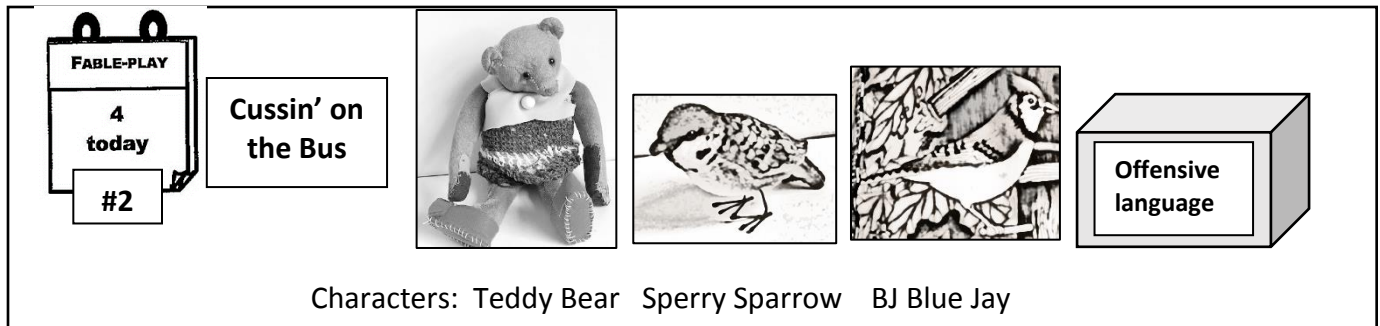 FABLE-PLAY
4
today
#2
Cussin’ on
the Bus
Offensive
language
Characters: Teddy Bear Sperry Sparrow BJ Blue Jay